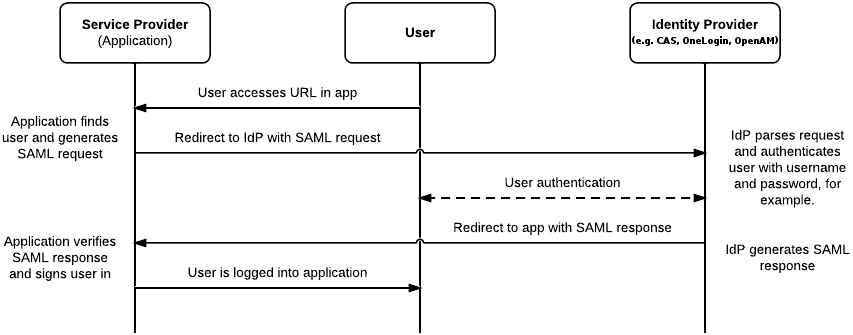 Service Provider
(Application)
User
Identity Provider
(e.g. CAS, OneLogin, OpenAM)
User accesses URL in app
Application finds
user and generates
SAML request
Redirect to IdP with SAML request
IdP parses request
and authenticates
user with username
and password, for
example.
User authentication
Redirect to app with SAML response
Application verifies
SAML response
and signs user in
IdP generates SAML
response
User is logged into application